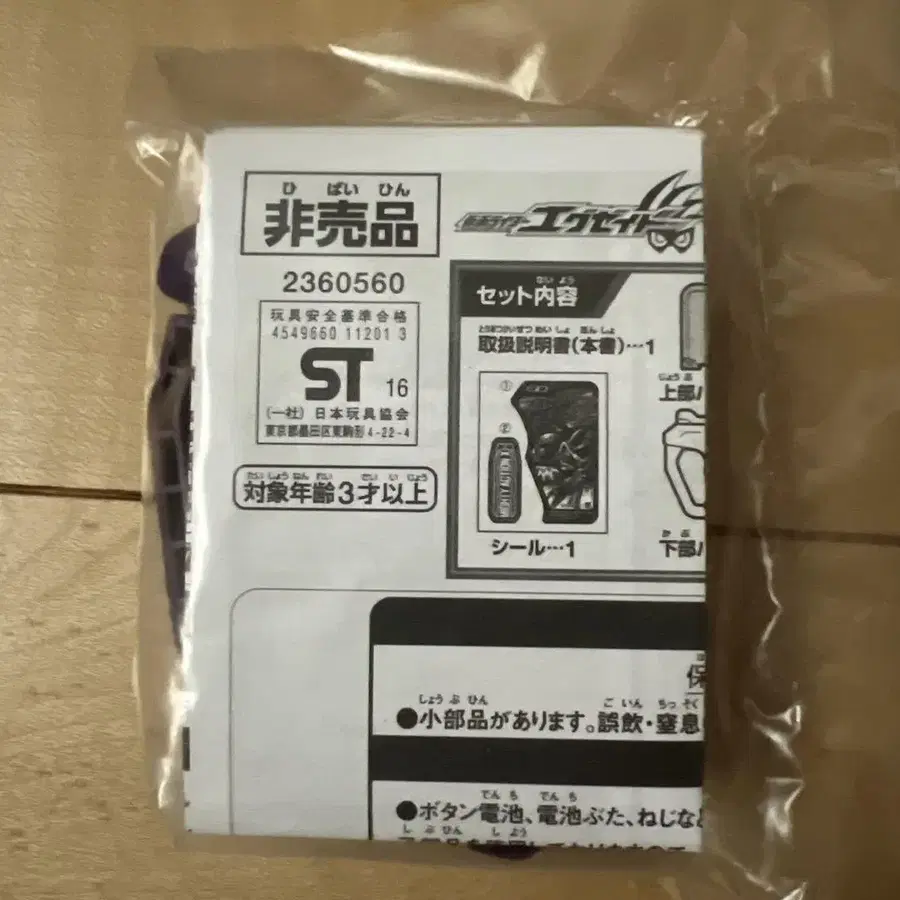 ひ ばい ひん
非売品
仮面ライダー エグゼイド
2360560
玩具安全基準合格
4549660 11201 3
ST 16
(一社) 日本玩具協会
東京都墨田区東駒形4-22-4
たいしょうねんれい さい い じょう
対象年齢3才以上
ない よう
セット内容
とりあつかいせつ めい しょ ほん しょ
取扱説明書(本書)…1
①
②
シール…1
じょう ぶ
上部
か ぶ
下部
しょう ぶ ひん ご いん ちっ そく
●小部品があります。誤飲・窒息
でん ち でん ち
●ボタン電池、電池ぶた、ねじなど